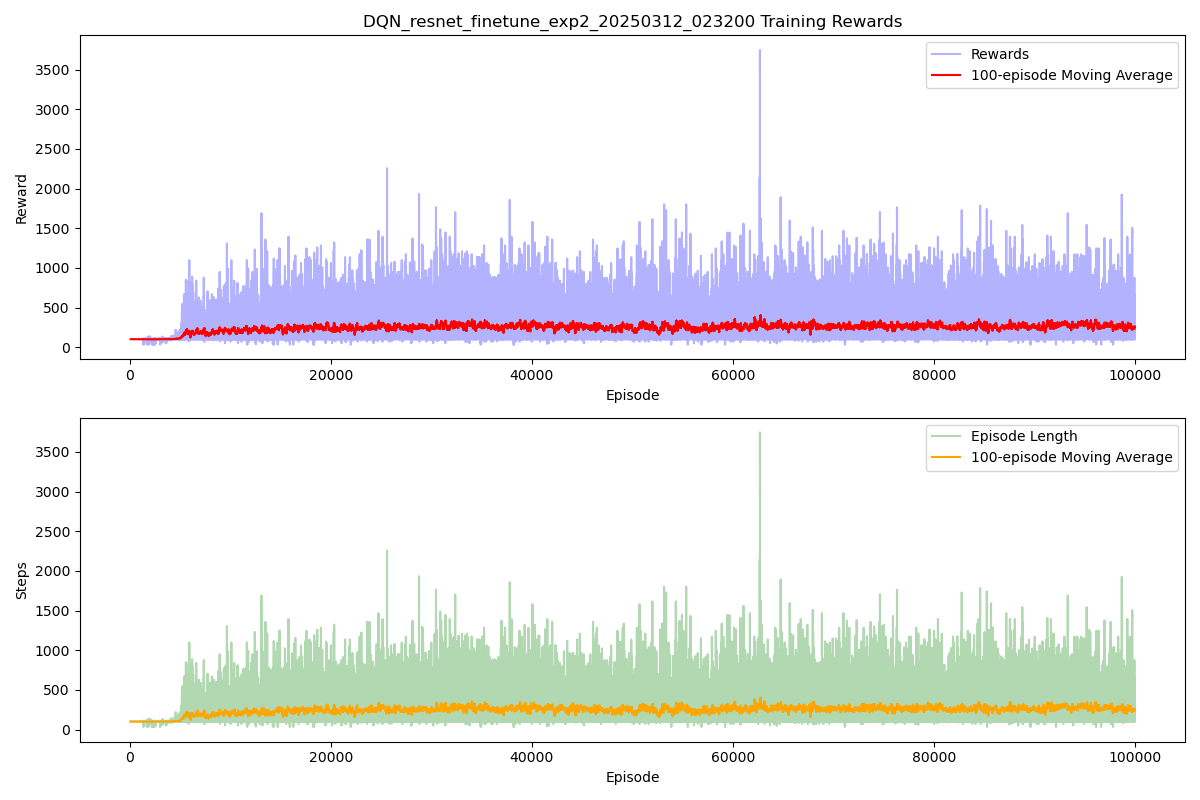 DQN_resnet_finetune_exp2_20250312_023200 Training Rewards
Rewards
100-episode Moving Average
Reward
3500
3000
2500
2000
1500
1000
500
0
0 20000 40000 60000 80000 100000
Episode
Episode Length
100-episode Moving Average
Steps
3500
3000
2500
2000
1500
1000
500
0
0 20000 40000 60000 80000 100000
Episode